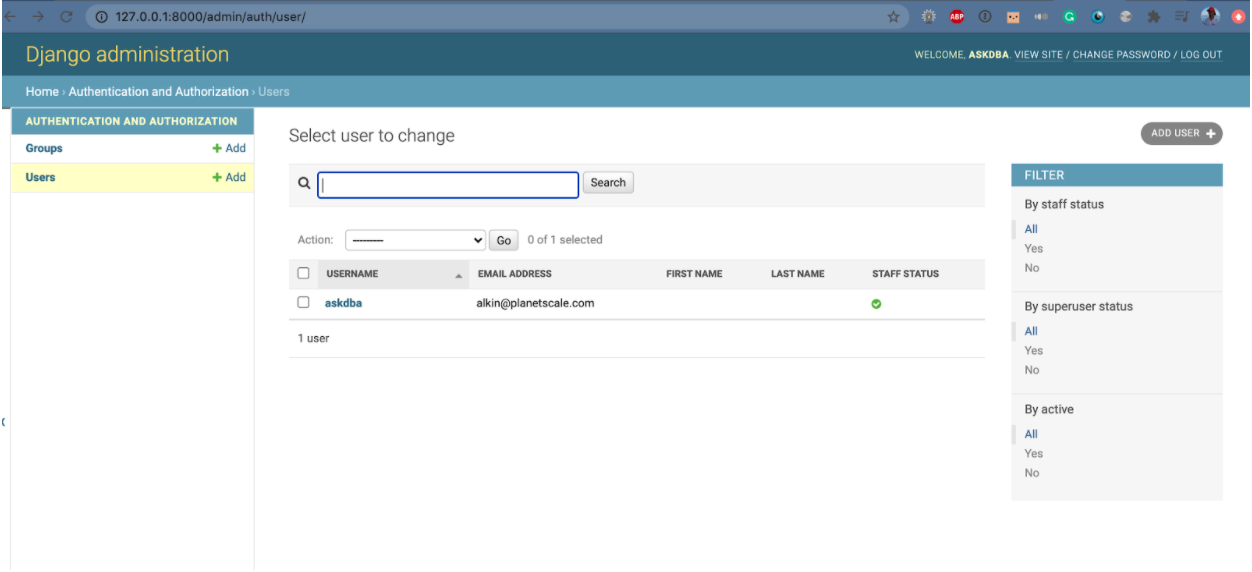 127.0.0.1:8000/admin/auth/user/
ABP
G
Django administration
WELCOME, ASKDBA. VIEW SITE / CHANGE PASSWORD / LOG OUT
Home › Authentication and Authorization › Users
AUTHENTICATION AND AUTHORIZATION
Groups + Add
Users + Add
Select user to change
ADD USER +
Search
Action: --------- Go 0 of 1 selected
USERNAME EMAIL ADDRESS FIRST NAME LAST NAME STAFF STATUS
askdba alkin@planetscale.com
1 user
FILTER
By staff status
All
Yes
No
By superuser status
All
Yes
No
By active
All
Yes
No